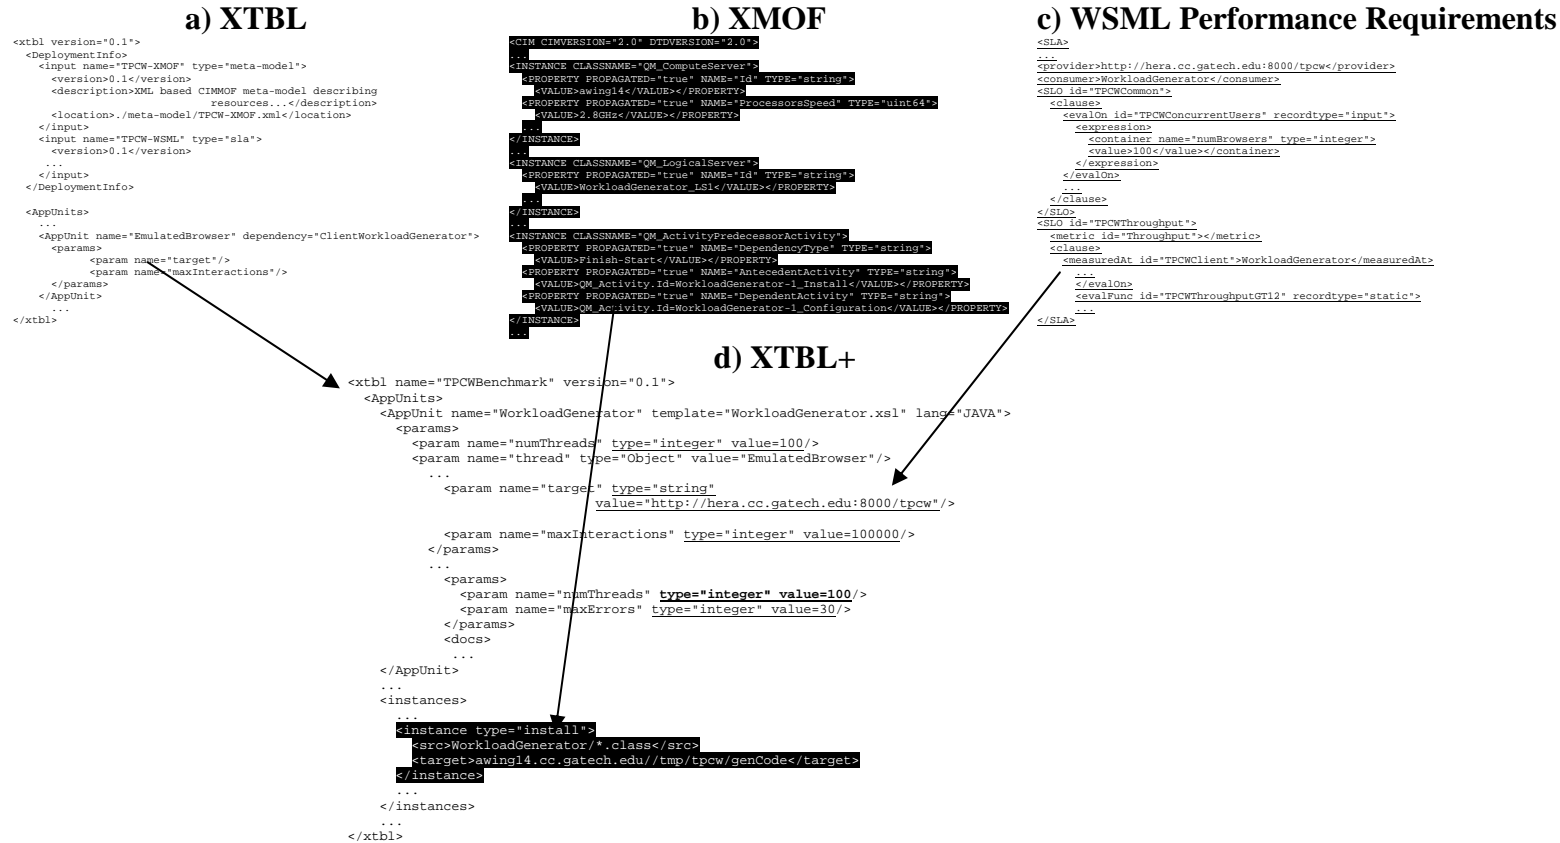 a) XTBL
<xtbl version="0.1">
<DeploymentInfo>
<input name="TPCW-XMOF" type="meta-model">
<version>0.1</version>
<description>XML based CIMMOF meta-model describing
resources...</description>
<location>./meta-model/TPCW-XMOF.xml</location>
</input>
<input name="TPCW-WSML" type="sla">
<version>0.1</version>
...
</input>
</DeploymentInfo>
<AppUnits>
...
<AppUnit name="EmulatedBrowser" dependency="ClientWorkloadGenerator">
<params>
<param name="target"/>
<param name="maxInteractions"/>
</params>
</AppUnit>
...
</xtbl>
b) XMOF
<CIM CIMVERSION="2.0" DTDVERSION="2.0">
...
<INSTANCE CLASSNAME="QM_ComputeServer">
<PROPERTY PROPAGATED="true" NAME="Id" TYPE="string">
<VALUE>awing14</VALUE></PROPERTY>
<PROPERTY PROPAGATED="true" NAME="ProcessorsSpeed" TYPE="uint64">
<VALUE>2.8GHz</VALUE></PROPERTY>
...
</INSTANCE>
...
<INSTANCE CLASSNAME="QM_LogicalServer">
<PROPERTY PROPAGATED="true" NAME="Id" TYPE="string">
<VALUE>WorkloadGenerator_LS1</VALUE></PROPERTY>
...
</INSTANCE>
...
<INSTANCE CLASSNAME="QM_ActivityPredecessorActivity">
<PROPERTY PROPAGATED="true" NAME="DependencyType" TYPE="string">
<VALUE>Finish-Start</VALUE></PROPERTY>
<PROPERTY PROPAGATED="true" NAME="AntecedentActivity" TYPE="string">
<VALUE>QM_Activity.Id=WorkloadGenerator-1_Install</VALUE></PROPERTY>
<PROPERTY PROPAGATED="true" NAME="DependentActivity" TYPE="string">
<VALUE>QM_Activity.Id=WorkloadGenerator-1_Configuration</VALUE></PROPERTY>
</INSTANCE>
...
c) WSML Performance Requirements
<SLA>
...
<provider>http://hera.cc.gatech.edu:8000/tpcw</provider>
<consumer>WorkloadGenerator</consumer>
<SLO id="TPCWCommon">
<clause>
<evalOn id="TPCWConcurrentUsers" recordtype="input">
<expression>
<container name="numBrowsers" type="integer">
<value>100</value></container>
</expression>
</evalOn>
...
</clause>
</SLO>
<SLO id="TPCWThroughput">
<metric id="Throughput"></metric>
<clause>
<measuredAt id="TPCWClient">WorkloadGenerator</measuredAt>
...
</evalOn>
<evalFunc id="TPCWThroughputGT12" recordtype="static">
...
</SLA>
d) XTBL+
<xtbl name="TPCWBenchmark" version="0.1">
<AppUnits>
<AppUnit name="WorkloadGenerator" template="WorkloadGenerator.xsl" lang="JAVA">
<params>
<param name="numThreads" type="integer" value=100/>
<param name="thread" type="Object" value="EmulatedBrowser"/>
...
<param name="target" type="string"
value="http://hera.cc.gatech.edu:8000/tpcw"/>
<param name="maxInteractions" type="integer" value=100000/>
</params>
...
<params>
<param name="numThreads" type="integer" value=100/>
<param name="maxErrors" type="integer" value=30/>
</params>
<docs>
...
</AppUnit>
...
<instances>
...
<instance type="install">
<src>WorkloadGenerator/*.class</src>
<target>awing14.cc.gatech.edu//tmp/tpcw/genCode</target>
</instance>
...
</instances>
...
</xtbl>